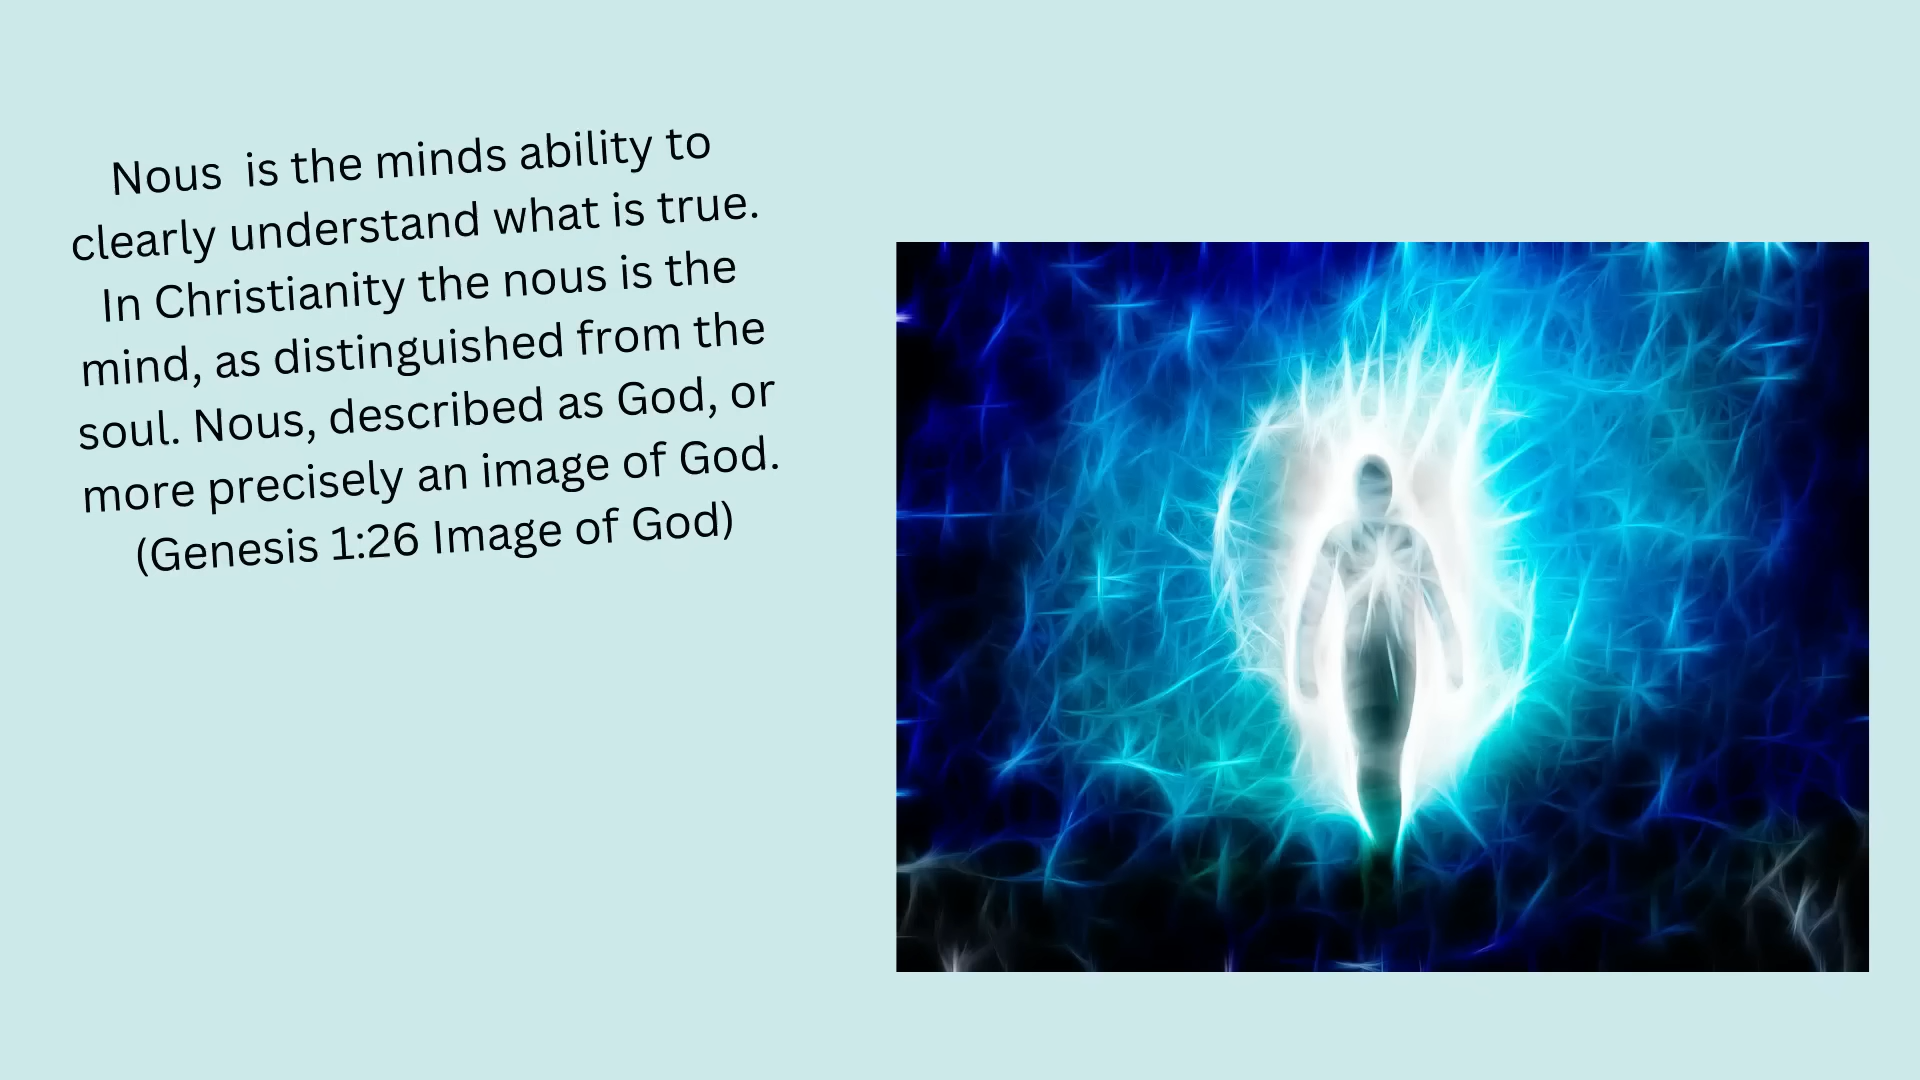 Nous  is the minds ability to
clearly understand what is true.
In Christianity the nous is the
mind, as distinguished from the
soul. Nous, described as God, or
more precisely an image of God.
(Genesis 1:26 Image of God)